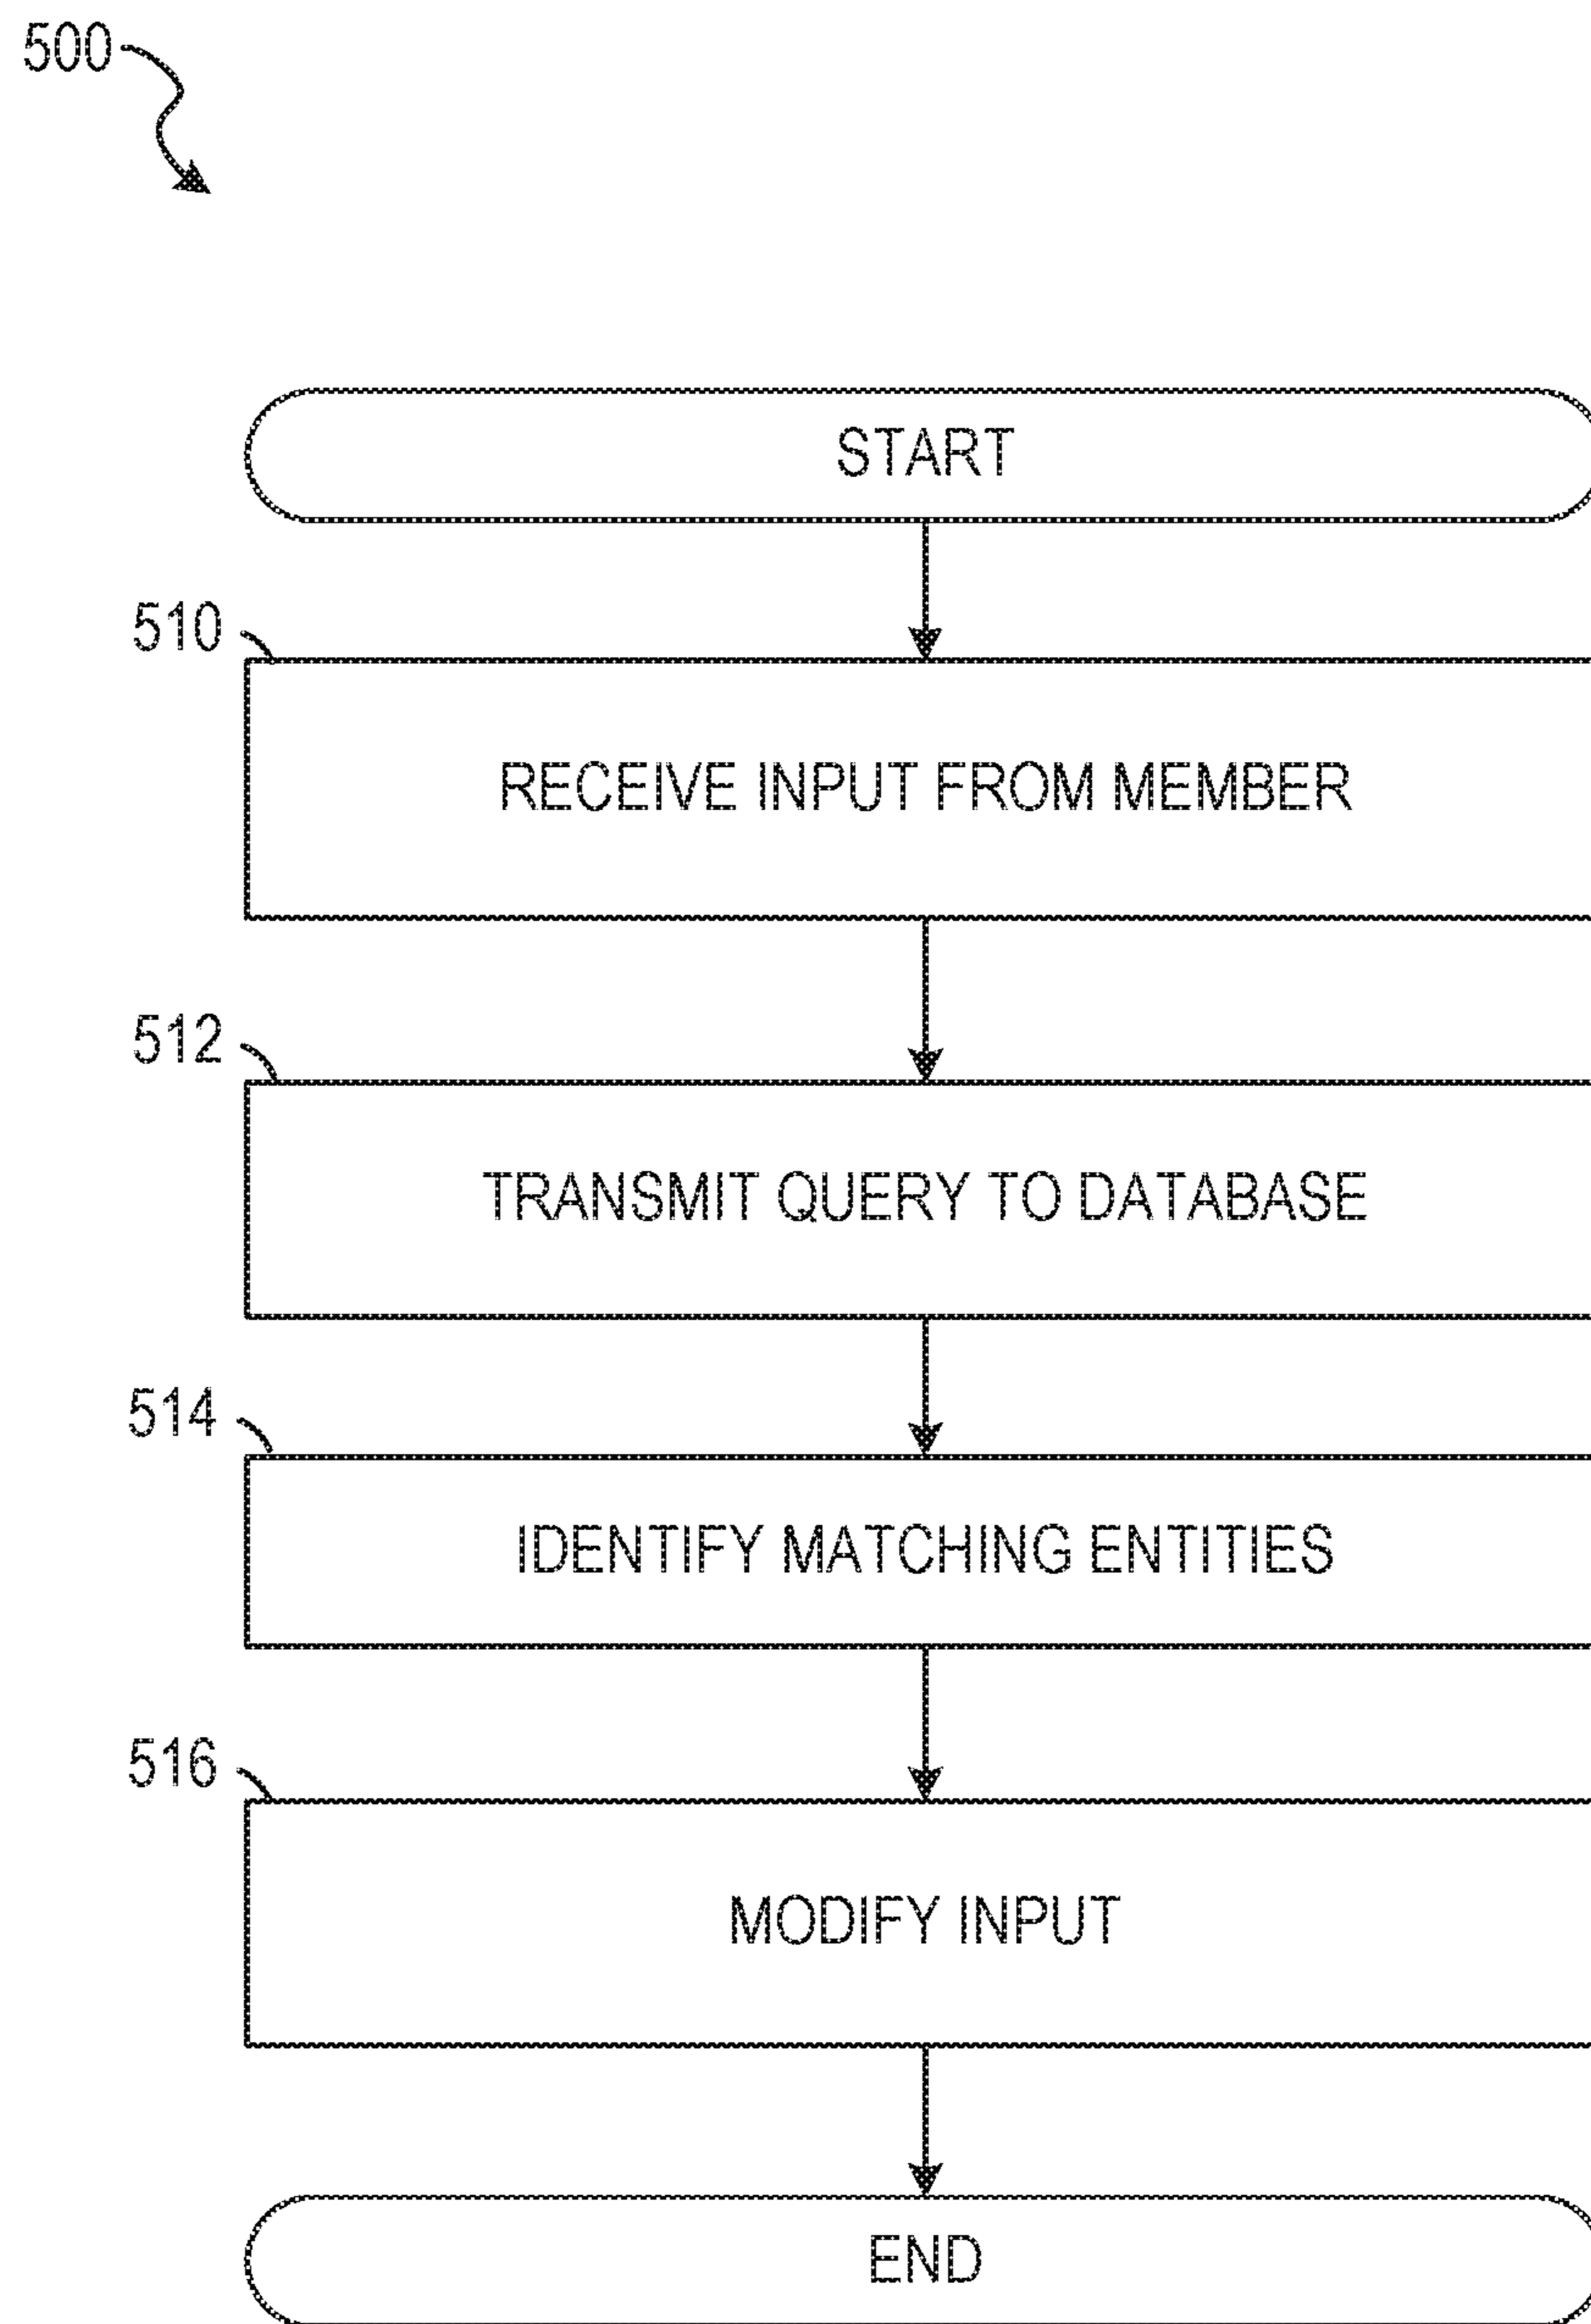 500
START
510
RECEIVE INPUT FROM MEMBER
512
TRANSMIT QUERY TO DATABASE
514
IDENTIFY MATCHING ENTITIES
516
MODIFY INPUT
END